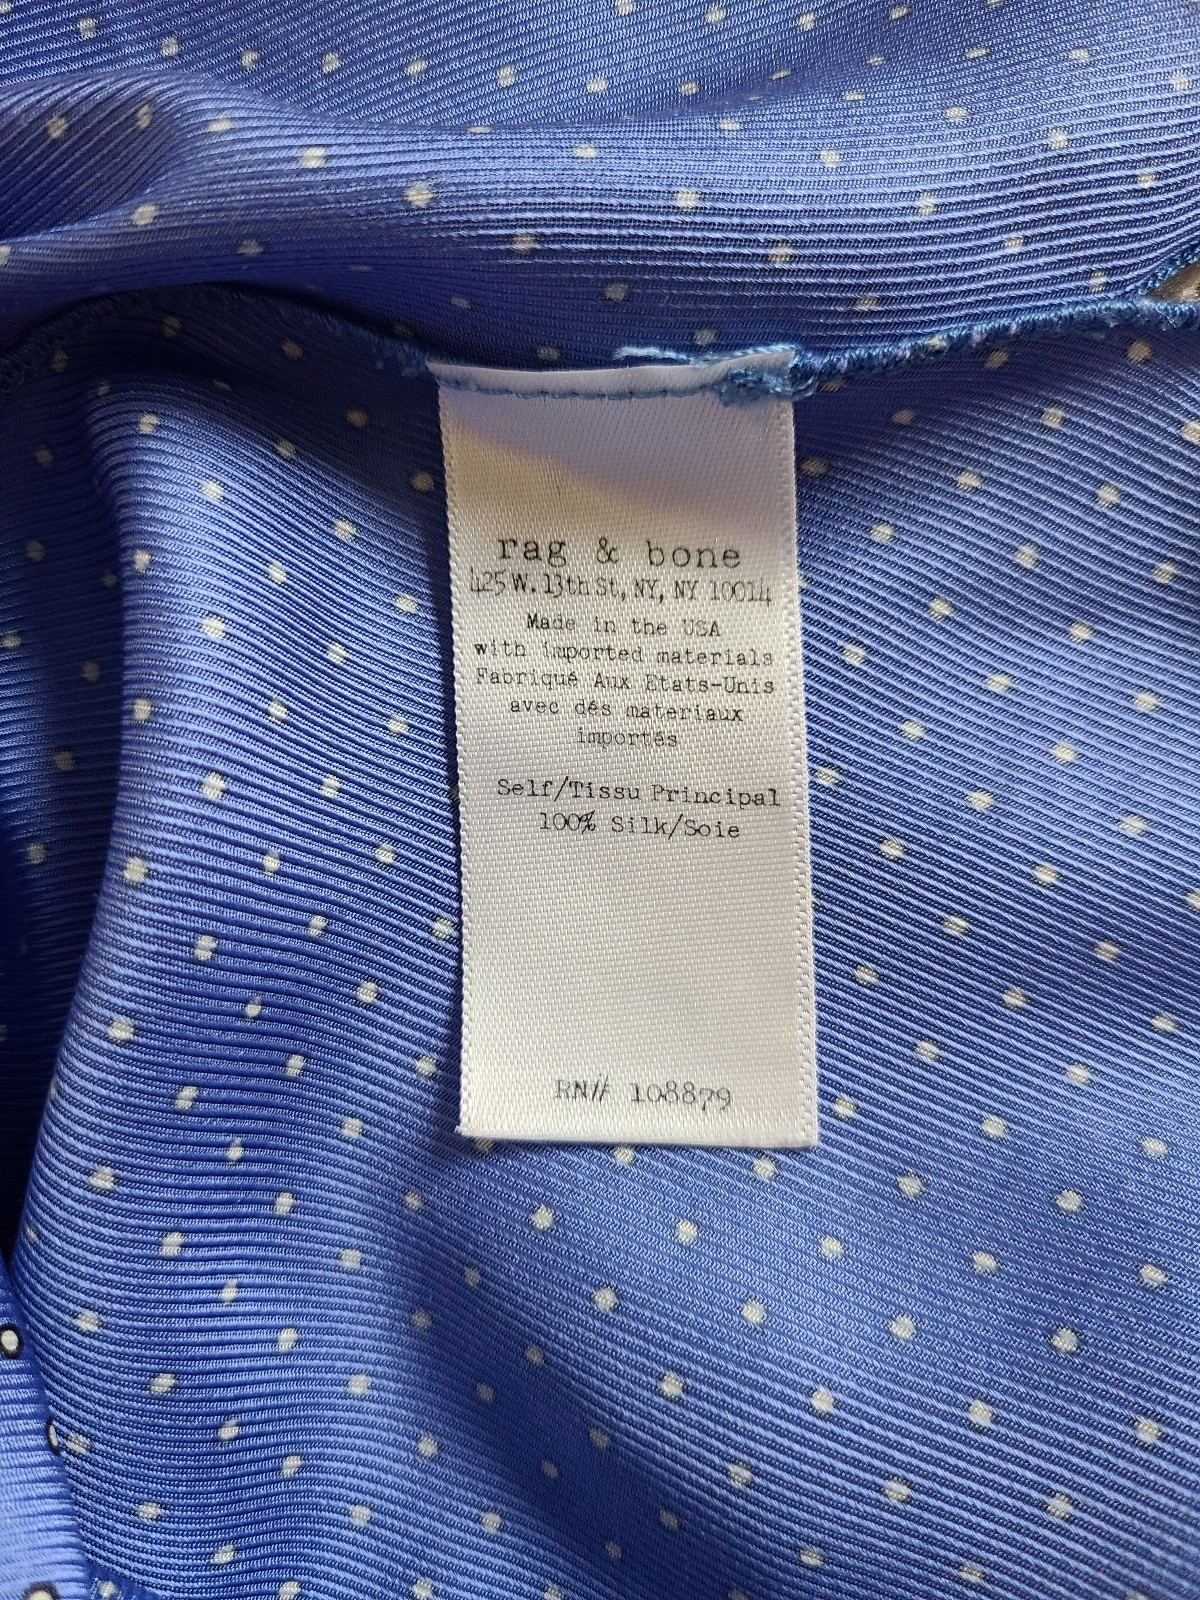 rag & bone
425 W. 13th St, NY, NY 10014
Made in the USA
with imported materials
Fabriqué Aux Etats-Unis
avec dés materiaux
importés
Self/Tissu Principal
100% Silk/Soie
RN# 108879